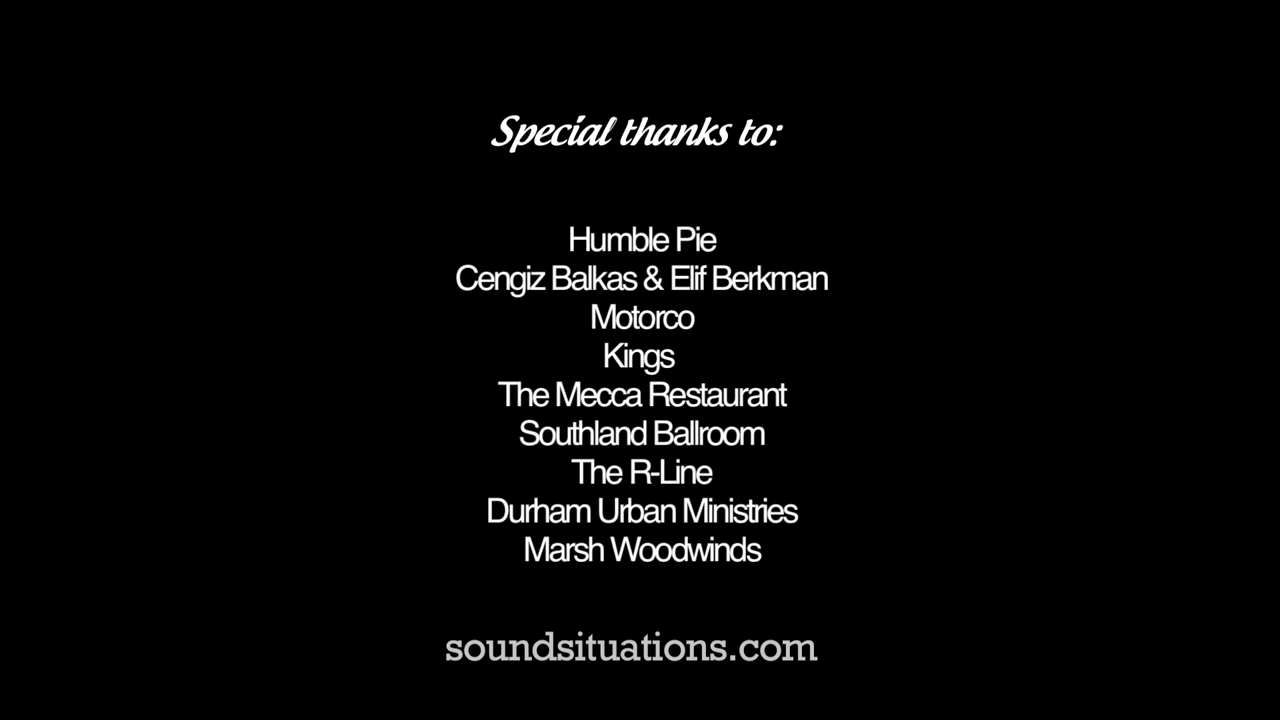 Special thanks to:
Humble Pie
Cengiz Balkas & Elif Berkman
Motorco
Kings
The Mecca Restaurant
Southland Ballroom
The R-Line
Durham Urban Ministries
Marsh Woodwinds
soundsituations.com